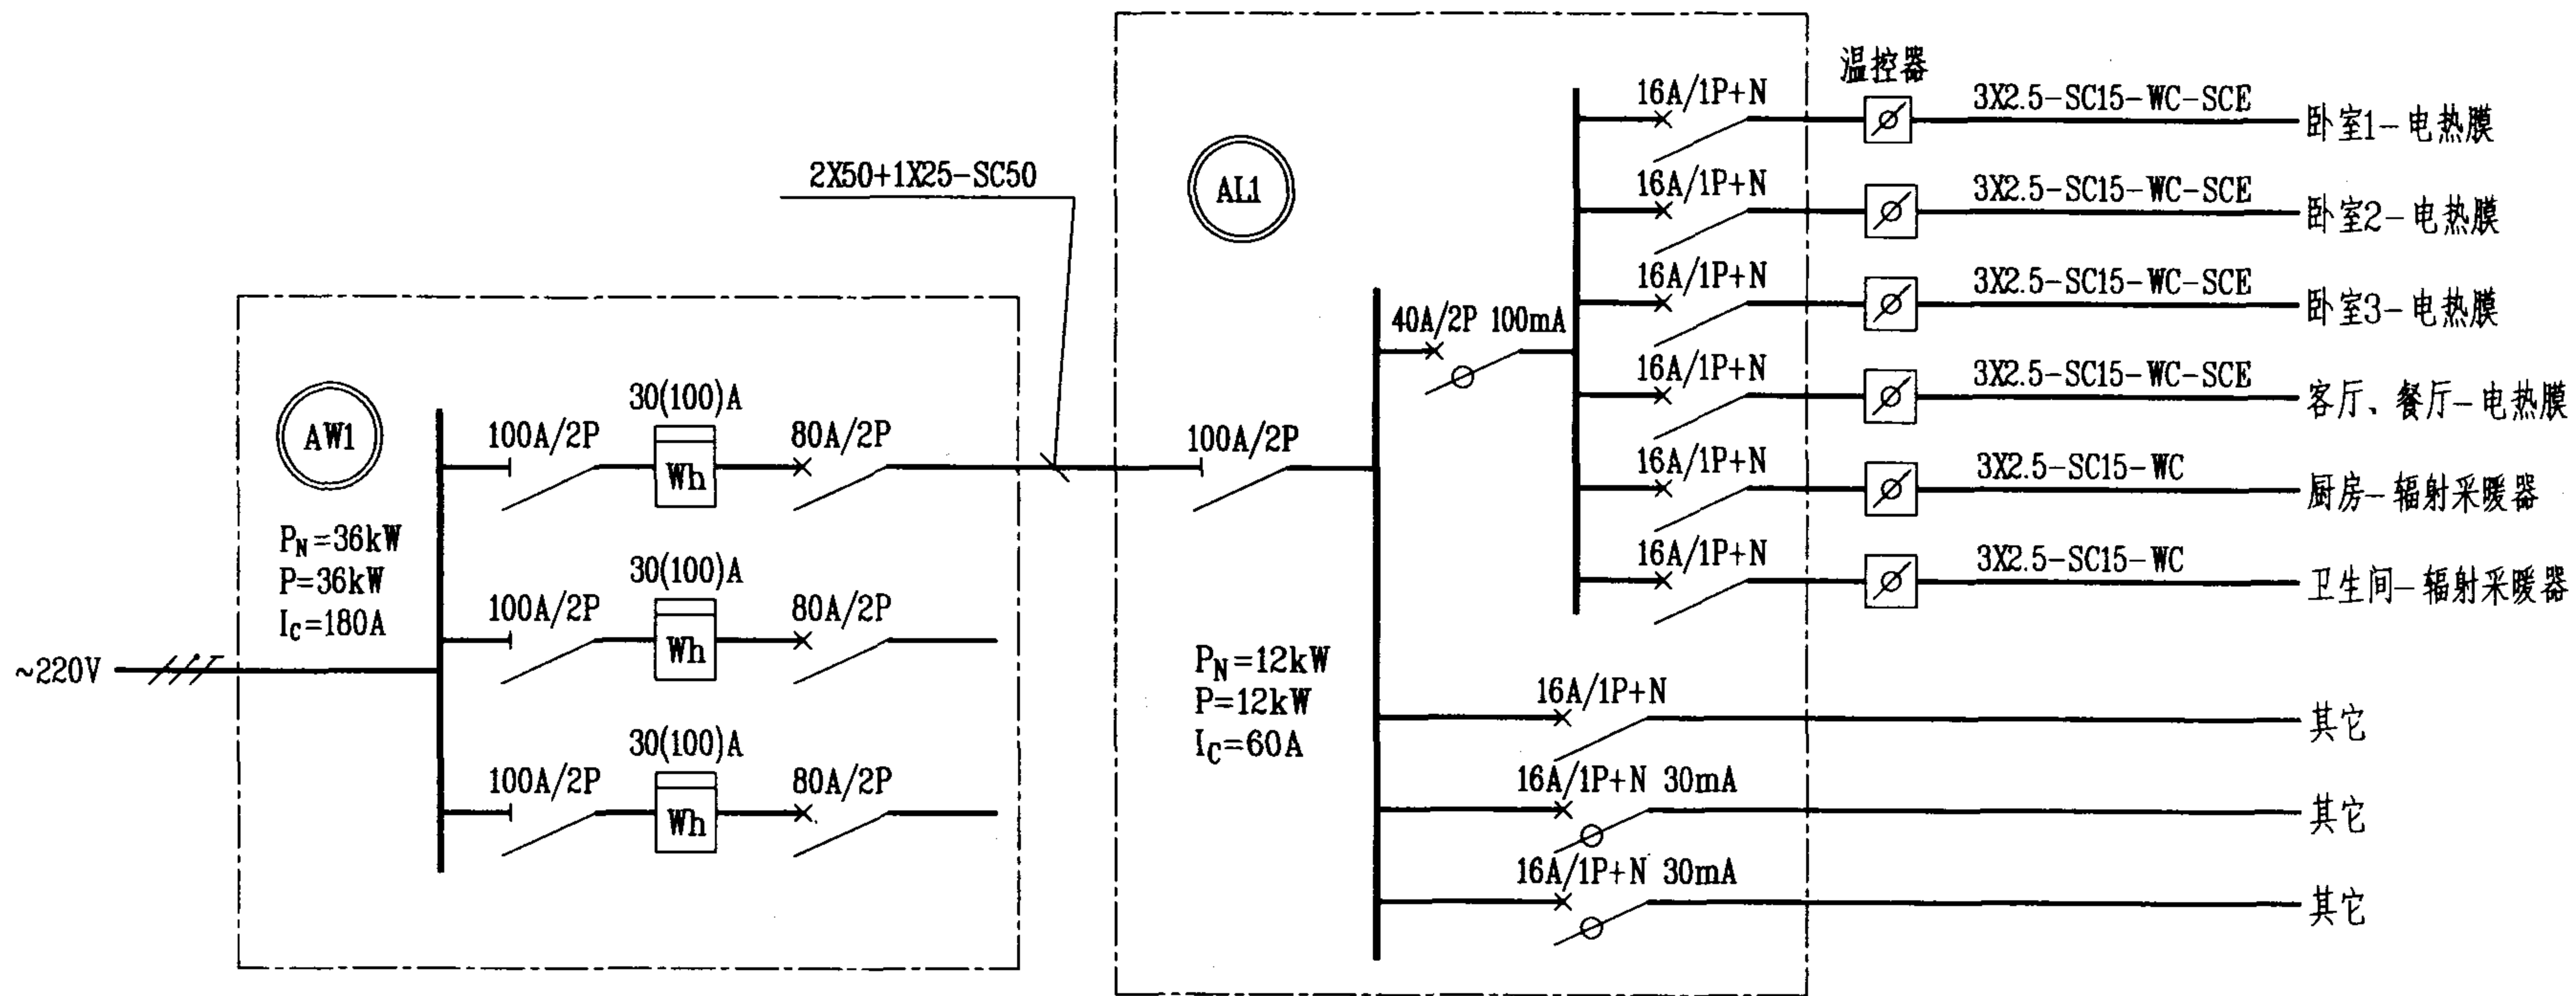 ~220V
AW1
P_N=36kW
P=36kW
I_C=180A
100A/2P
30(100)A
Wh
80A/2P
100A/2P
30(100)A
Wh
80A/2P
100A/2P
30(100)A
Wh
80A/2P
2X50+1X25-SC50
AL1
100A/2P
P_N=12kW
P=12kW
I_C=60A
40A/2P 100mA
温控器
16A/1P+N
3X2.5-SC15-WC-SCE
卧室1-电热膜
16A/1P+N
3X2.5-SC15-WC-SCE
卧室2-电热膜
16A/1P+N
3X2.5-SC15-WC-SCE
卧室3-电热膜
16A/1P+N
3X2.5-SC15-WC-SCE
客厅、餐厅-电热膜
16A/1P+N
3X2.5-SC15-WC
厨房-辐射采暖器
16A/1P+N
3X2.5-SC15-WC
卫生间-辐射采暖器
16A/1P+N
其它
16A/1P+N 30mA
其它
16A/1P+N 30mA
其它